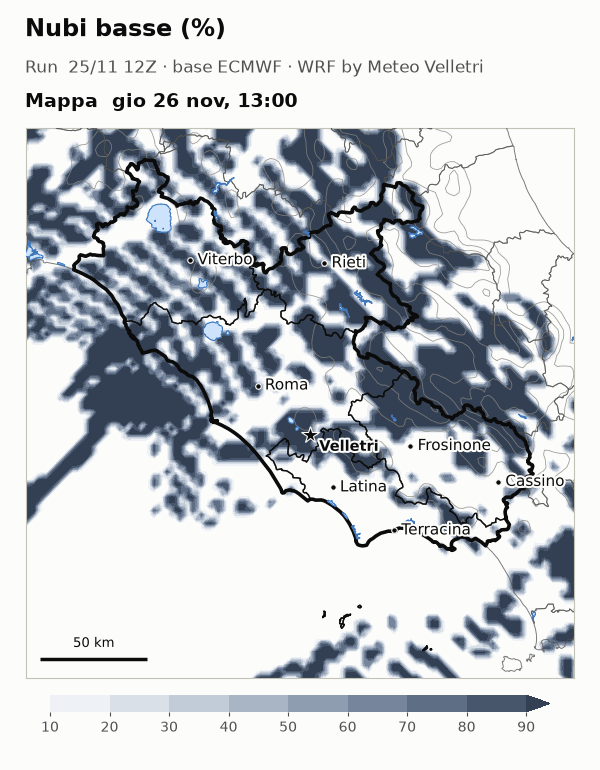 Nubi basse (%)
Run 25/11 12Z · base ECMWF · WRF by Meteo Velletri
Mappa gio 26 nov, 13:00
Viterbo
Rieti
Roma
Velletri
Frosinone
Cassino
Latina
Terracina
50 km
10 20 30 40 50 60 70 80 90